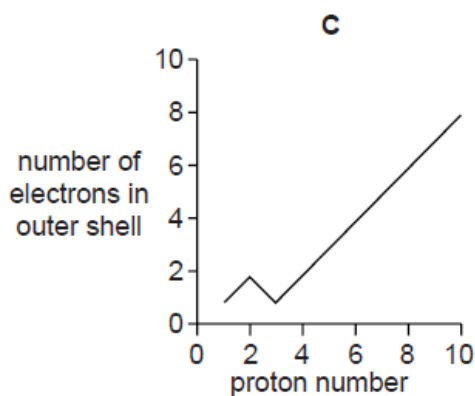 C
number of
electrons in
outer shell
10
8
6
4
2
0
0 2 4 6 8 10
proton number